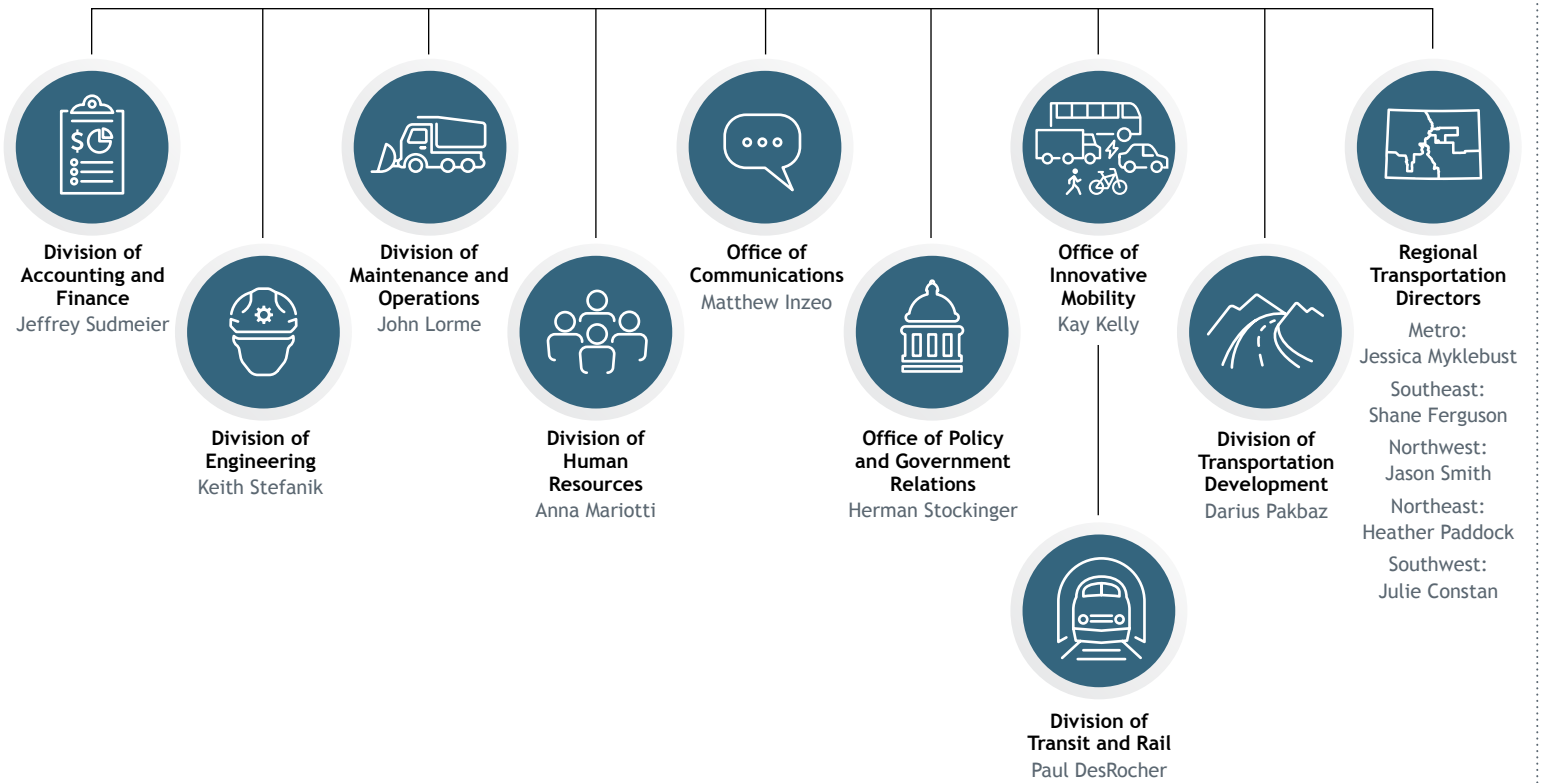 $
Division of
Accounting and
Finance
Jeffrey Sudmeier
Division of
Engineering
Keith Stefanik
Division of
Maintenance and
Operations
John Lorme
Division of
Human
Resources
Anna Mariotti
Office of
Communications
Matthew Inzeo
Office of Policy
and Government
Relations
Herman Stockinger
Office of
Innovative
Mobility
Kay Kelly
Division of
Transit and Rail
Paul DesRocher
Division of
Transportation
Development
Darius Pakbaz
Regional
Transportation
Directors
Metro:
Jessica Myklebust
Southeast:
Shane Ferguson
Northwest:
Jason Smith
Northeast:
Heather Paddock
Southwest:
Julie Constan